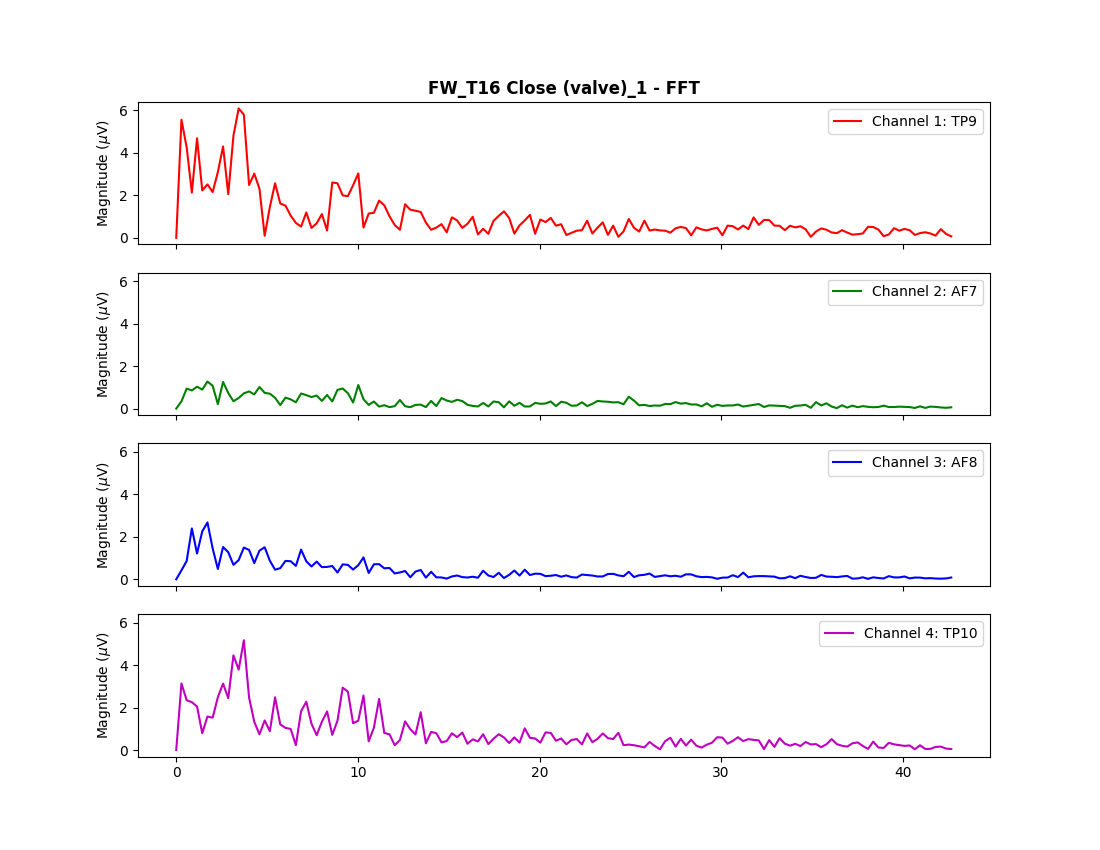 FW_T16 Close (valve)_1 - FFT
Magnitude (μV)
6
4
2
0
Channel 1: TP9
Magnitude (μV)
6
4
2
0
Channel 2: AF7
Magnitude (μV)
6
4
2
0
Channel 3: AF8
Magnitude (μV)
6
4
2
0
Channel 4: TP10
0 10 20 30 40